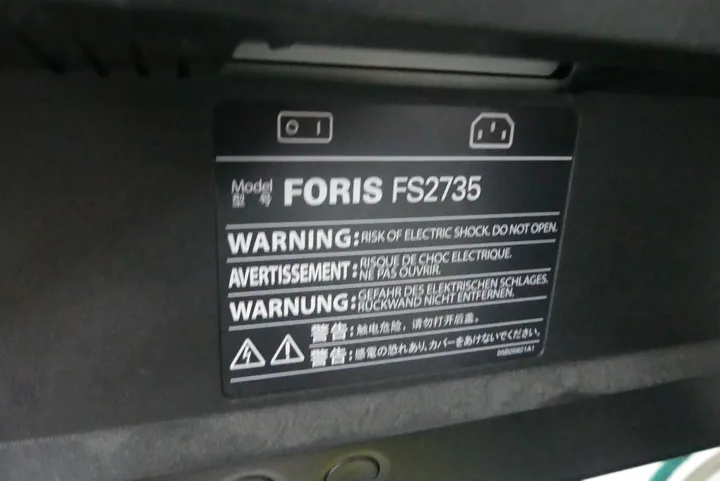 Model
型 号
FORIS FS2735
WARNING: RISK OF ELECTRIC SHOCK. DO NOT OPEN.
AVERTISSEMENT: RISQUE DE CHOC ELECTRIQUE.
NE PAS OUVRIR.
WARNUNG: GEFAHR DES ELEKTRISCHEN SCHLAGES.
RÜCKWAND NICHT ENTFERNEN.
警告: 触电危险, 请勿打开后盖。
警告: 感電の恐れあり、カバーをあけないでください。